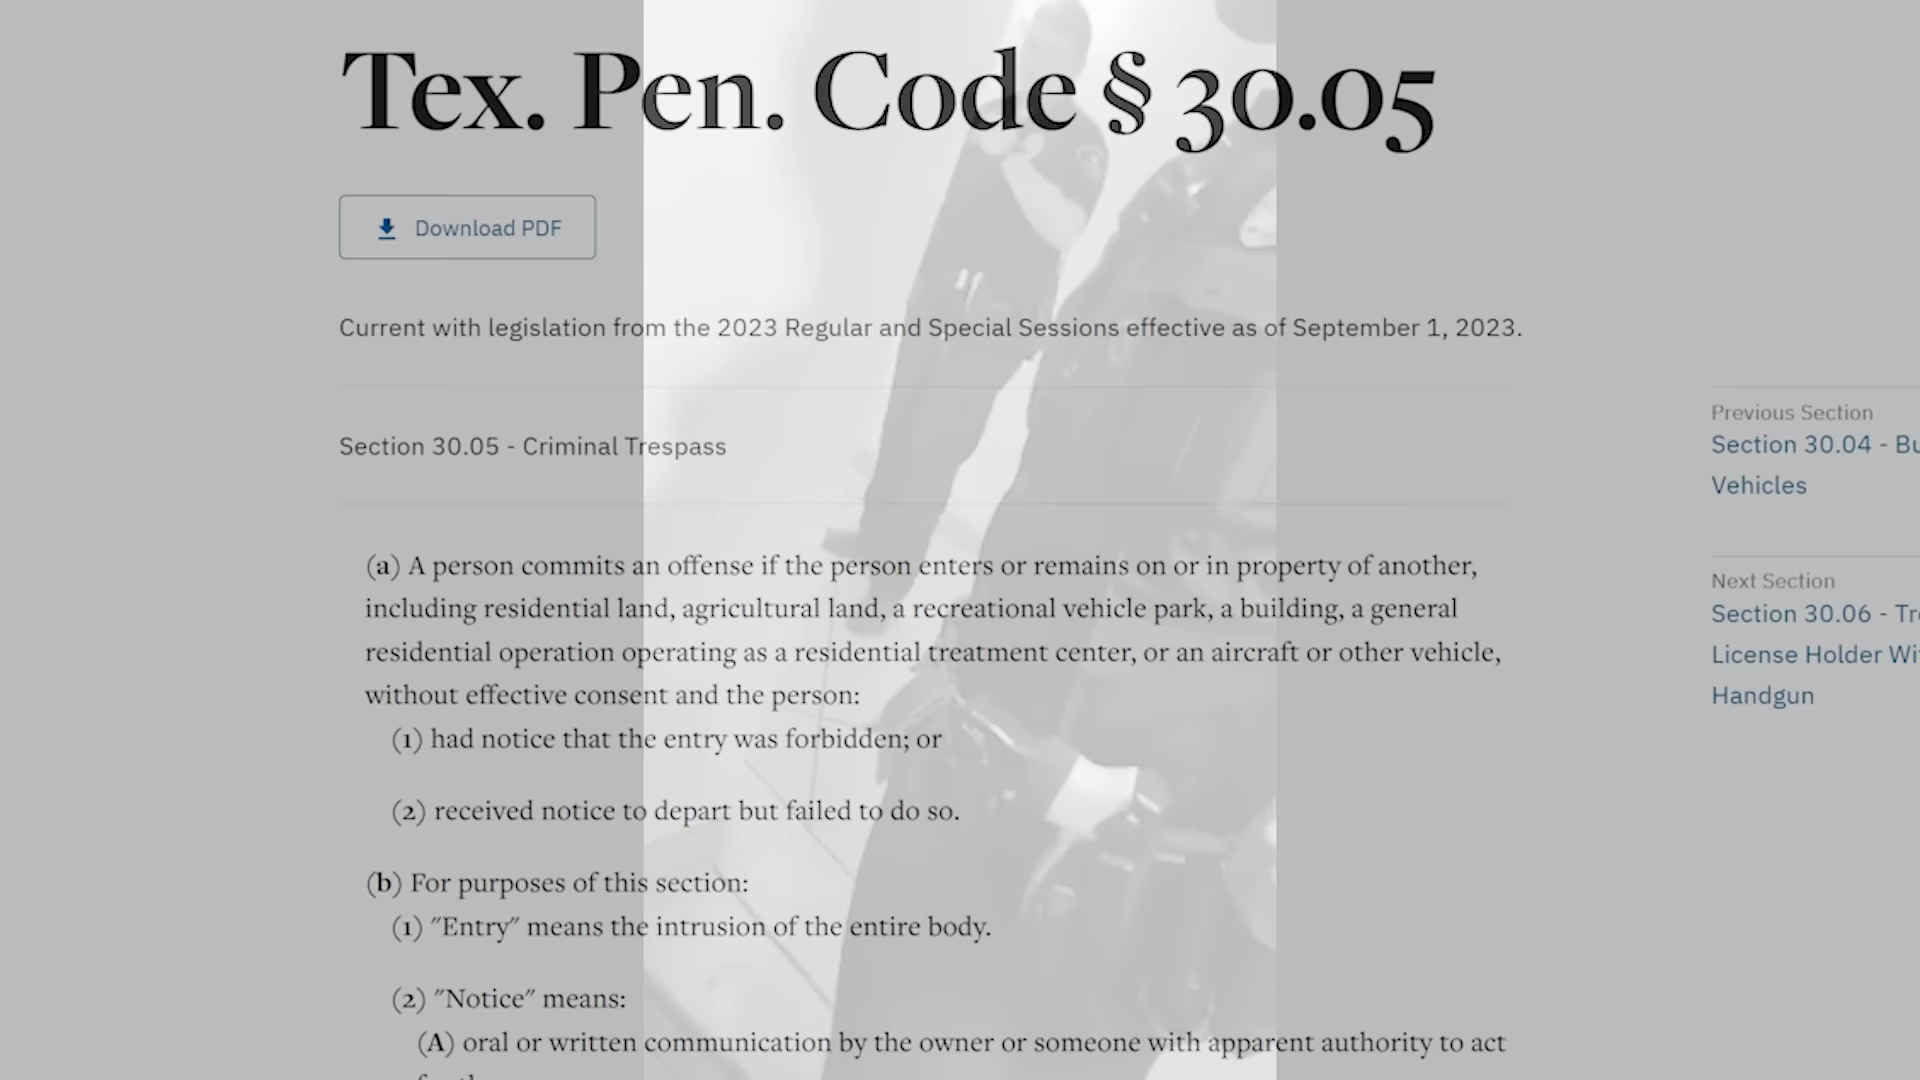 Tex. Pen. Code § 30.05
Download PDF
Current with legislation from the 2023 Regular and Special Sessions effective as of September 1, 2023.
Section 30.05 - Criminal Trespass
(a) A person commits an offense if the person enters or remains on or in property of another,
including residential land, agricultural land, a recreational vehicle park, a building, a general
residential operation operating as a residential treatment center, or an aircraft or other vehicle,
without effective consent and the person:
(1) had notice that the entry was forbidden; or
(2) received notice to depart but failed to do so.
(b) For purposes of this section:
(1) "Entry" means the intrusion of the entire body.
(2) "Notice" means:
(A) oral or written communication by the owner or someone with apparent authority to act
Previous Section
Section 30.04 - Bu
Vehicles
Next Section
Section 30.06 - Tr
License Holder Wi
Handgun